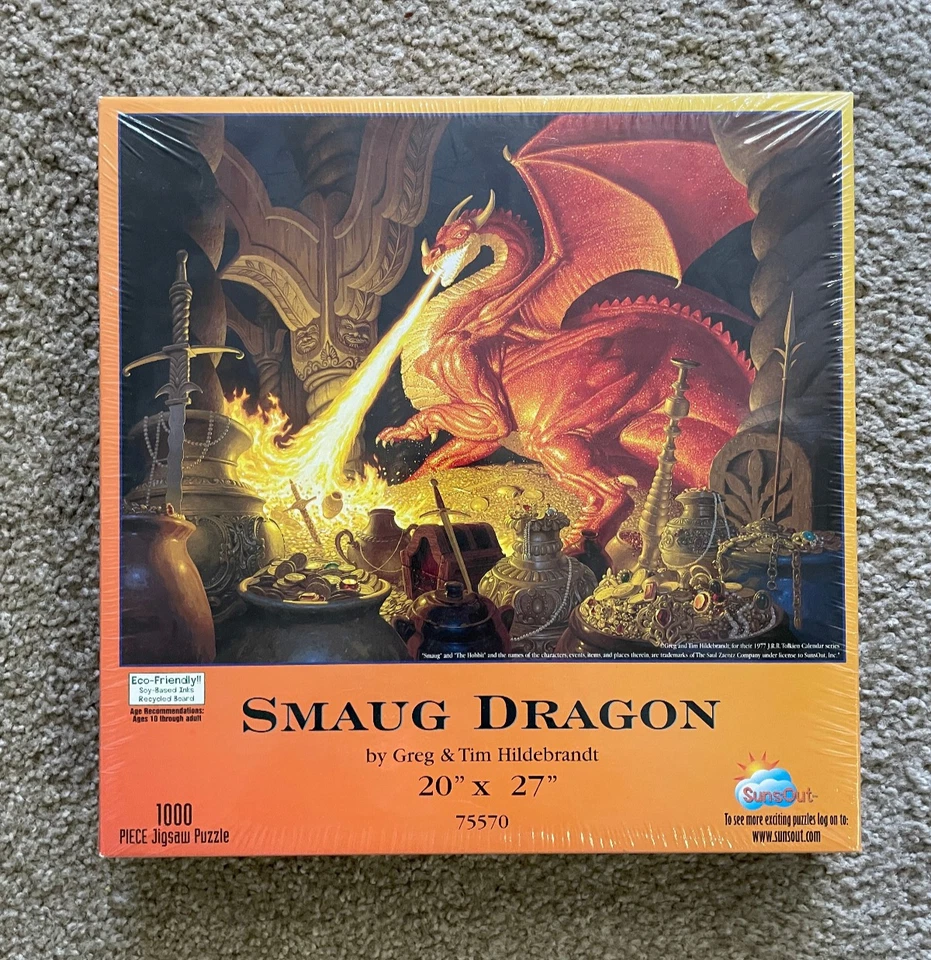 ©Greg and Tim Hildebrandt, for their 1977 J.R.R. Tolkien Calendar series
"Smaug" and "The Hobbit" and the names of the characters, events, items, and places therein, are trademarks of The Saul Zaentz Company under license to SunsOut, Inc.
Eco-Friendly!!
Soy-Based Inks
Recycled Board
Age Recommendations:
Ages 10 through adult
SMAUG DRAGON
by Greg & Tim Hildebrandt
20" x 27"
75570
1000
PIECE Jigsaw Puzzle
SunsOut™
To see more exciting puzzles log on to:
www.sunsout.com